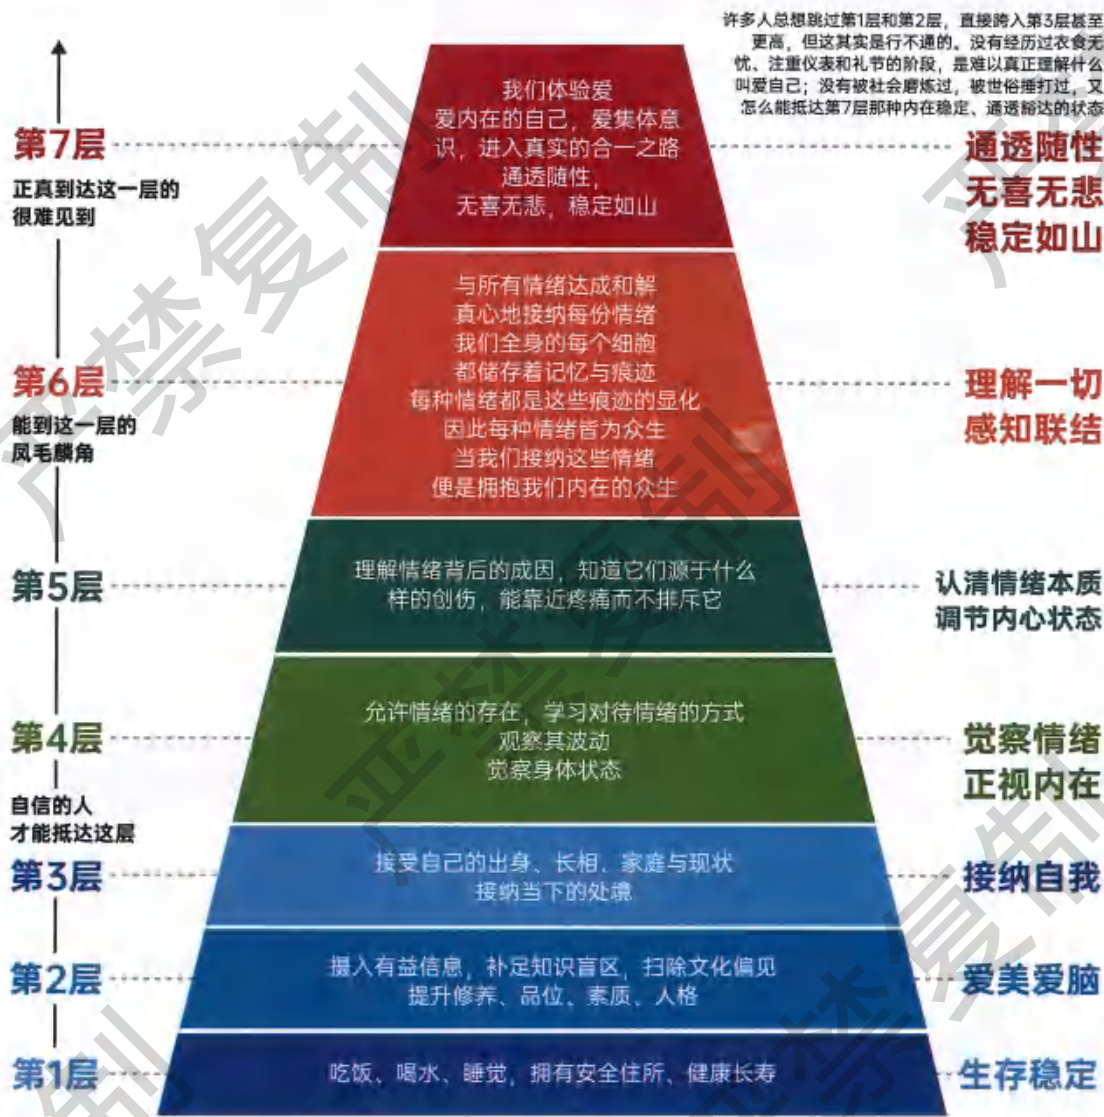 许多人总想跳过第1层和第2层，直接跨入第3层甚至
更高，但这其实是行不通的。没有经历过衣食无
忧、注重仪表和礼节的阶段，是难以真正理解什么
叫爱自己；没有被社会磨炼过，被世俗捶打过，又
怎么能抵达第7层那种内在稳定、通透豁达的状态
第7层
正真到达这一层的
很难见到
我们体验爱
爱内在的自己，爱集体意
识，进入真实的合一之路
通透随性，
无喜无悲，稳定如山
通透随性
无喜无悲
稳定如山
第6层
能到这一层的
凤毛麟角
与所有情绪达成和解
真心地接纳每份情绪
我们全身的每个细胞
都储存着记忆与痕迹
每种情绪都是这些痕迹的显化
因此每种情绪皆为众生
当我们接纳这些情绪
便是拥抱我们内在的众生
理解一切
感知联结
第5层
理解情绪背后的成因，知道它们源于什么
样的创伤，能靠近疼痛而不排斥它
认清情绪本质
调节内心状态
第4层
允许情绪的存在，学习对待情绪的方式
观察其波动
觉察身体状态
觉察情绪
正视内在
自信的人
才能抵达这层
第3层
接受自己的出身、长相、家庭与现状
接纳当下的处境
接纳自我
第2层
摄入有益信息，补足知识盲区，扫除文化偏见
提升修养、品位、素质、人格
爱美爱脑
第1层
吃饭、喝水、睡觉，拥有安全住所、健康长寿
生存稳定
严禁复制
严禁复制
严禁复制